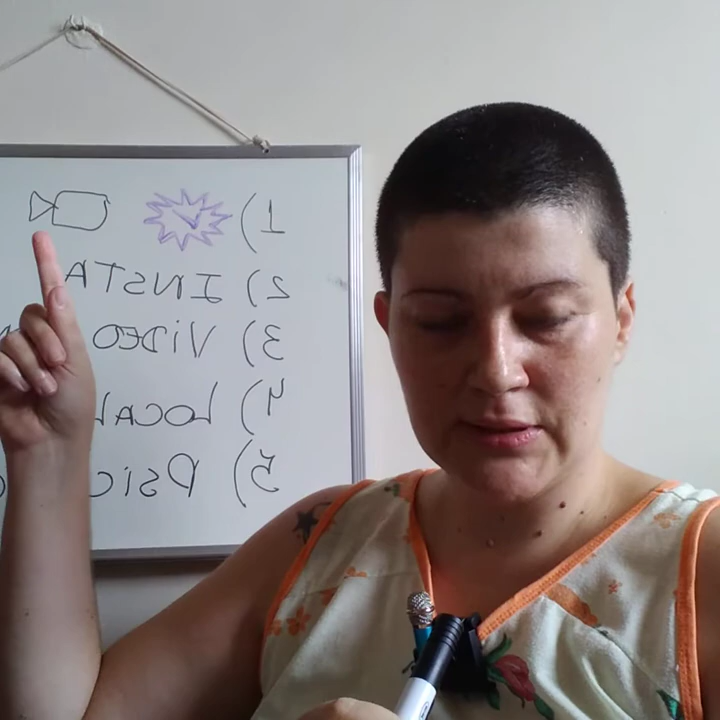 1)
2) INSTA
3) VIDEO
4) LOCAL
5) PSIC